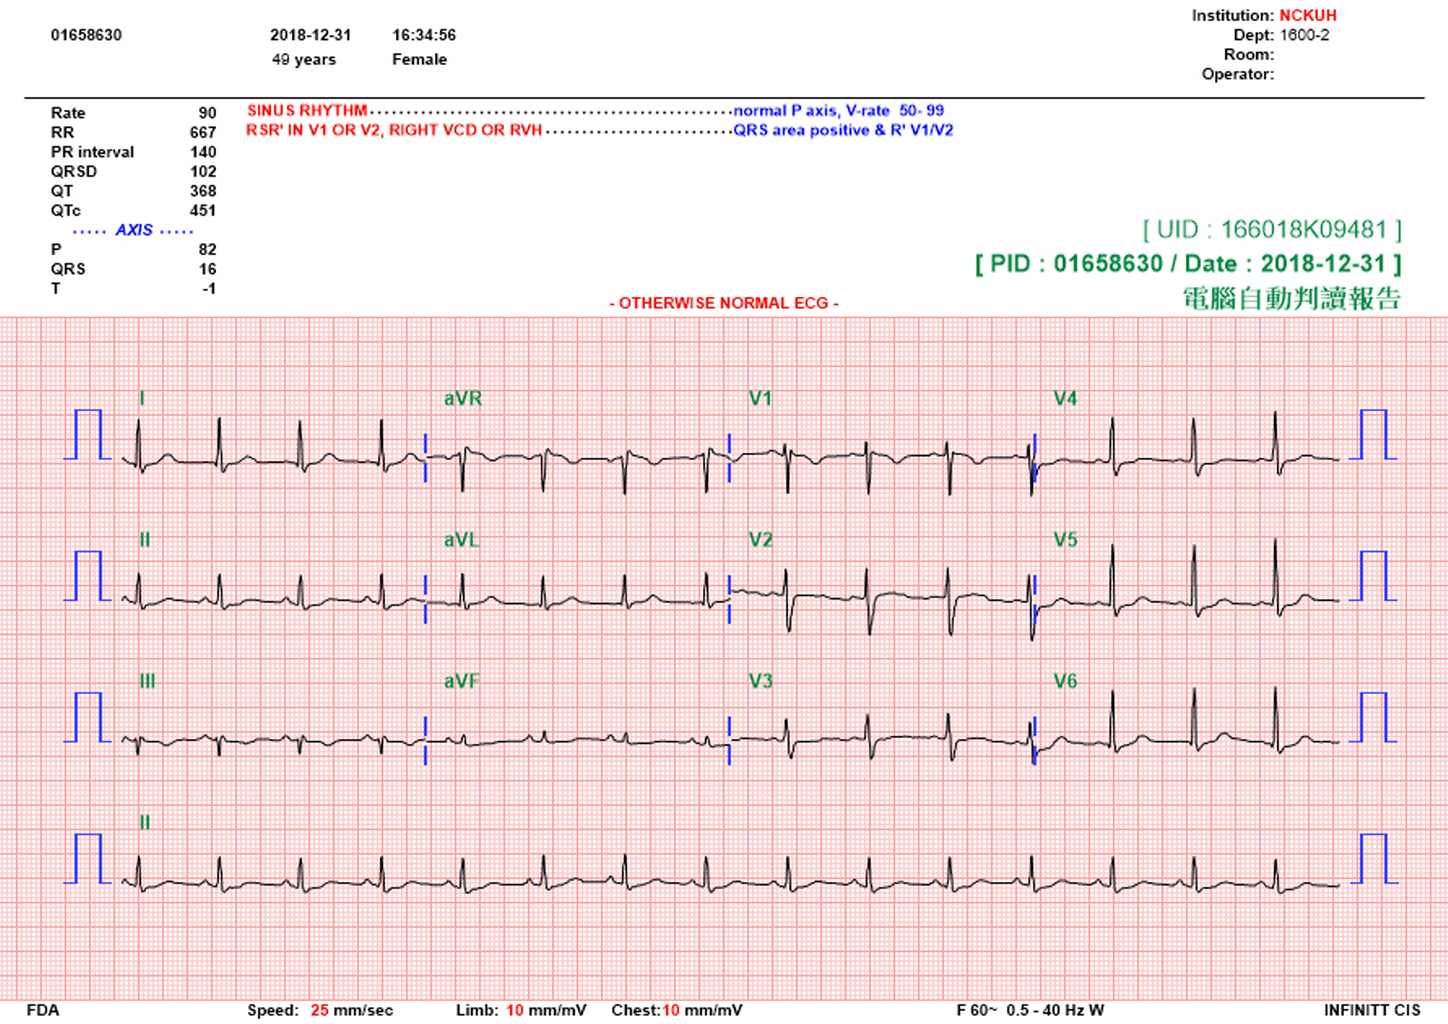 Institution: NCKUH
01658630 2018-12-31 16:34:56 Dept: 1600-2
49 years Female Room:
Operator:
Rate 90 SINUS RHYTHM normal P axis, V-rate 50- 99
RR 667 RSR' IN V1 OR V2, RIGHT VCD OR RVH QRS area positive & R' V1/V2
PR interval 140
QRSD 102
QT 368
QTc 451
····· AXIS ·····
P 82
QRS 16
T -1
[ UID : 166018K09481 ]
[ PID : 01658630 / Date : 2018-12-31 ]
電腦自動判讀報告
- OTHERWISE NORMAL ECG -
I aVR V1 V4
II aVL V2 V5
III aVF V3 V6
II
FDA Speed: 25 mm/sec Limb: 10 mm/mV Chest:10 mm/mV F 60~ 0.5 - 40 Hz W INFINITT CIS